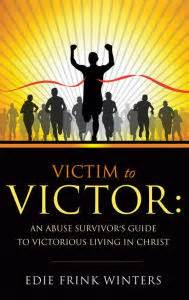 VICTIM to
VICTOR:
AN ABUSE SURVIVOR'S GUIDE
TO VICTORIOUS LIVING IN CHRIST
EDIE FRINK WINTERS